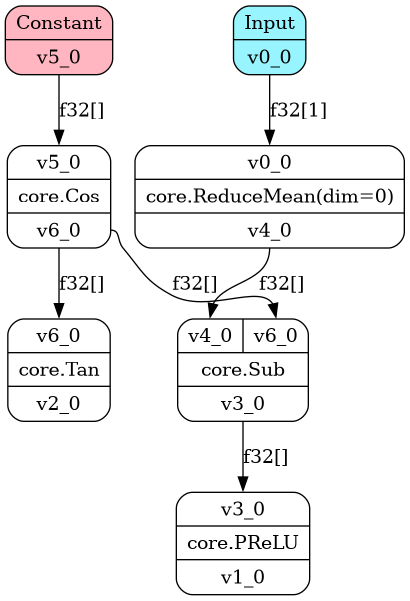 Constant
v5_0
Input
v0_0
f32[]
f32[1]
v5_0
core.Cos
v6_0
v0_0
core.ReduceMean(dim=0)
v4_0
f32[]
f32[]
f32[]
v6_0
core.Tan
v2_0
v4_0 v6_0
core.Sub
v3_0
f32[]
v3_0
core.PReLU
v1_0